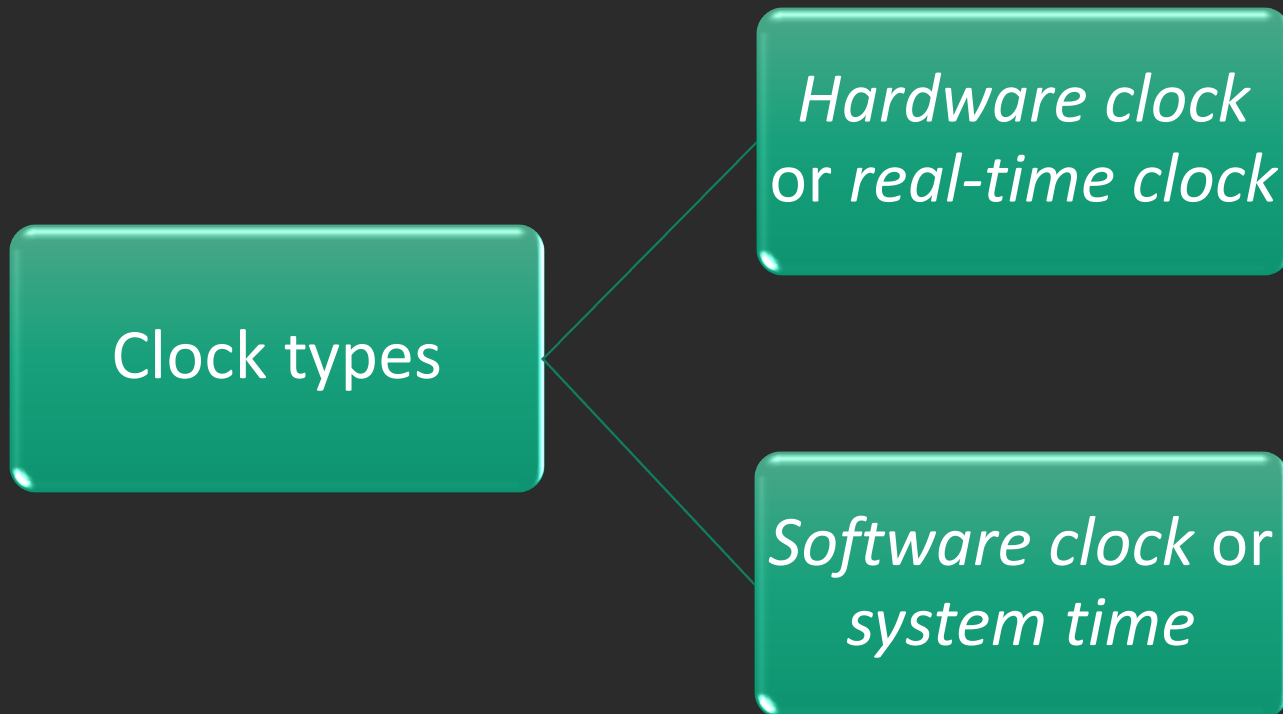 Hardware clock
or real-time clock
Clock types
Software clock or
system time